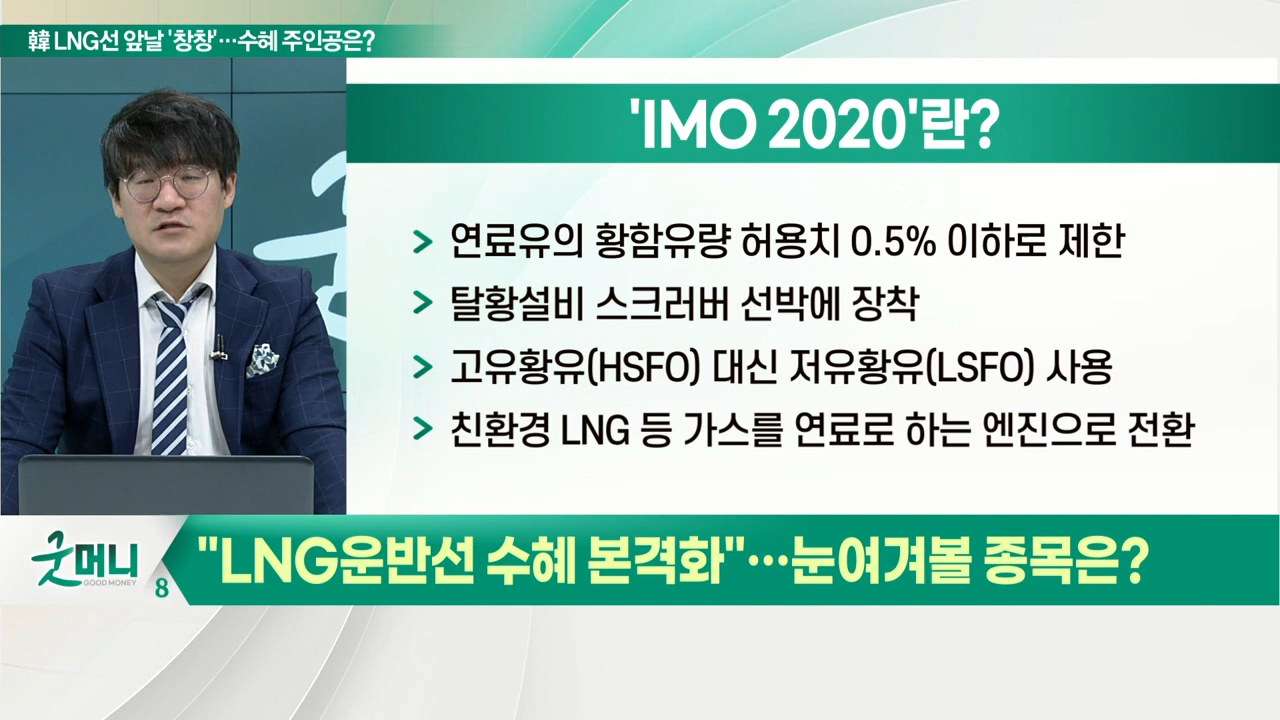 韓 LNG선 앞날 '창창'…수혜 주인공은?
'IMO 2020'란?
> 연료유의 황함유량 허용치 0.5% 이하로 제한
> 탈황설비 스크러버 선박에 장착
> 고유황유(HSFO) 대신 저유황유(LSFO) 사용
> 친환경 LNG 등 가스를 연료로 하는 엔진으로 전환
굿머니
GOOD MONEY
8
"LNG운반선 수혜 본격화"…눈여겨볼 종목은?